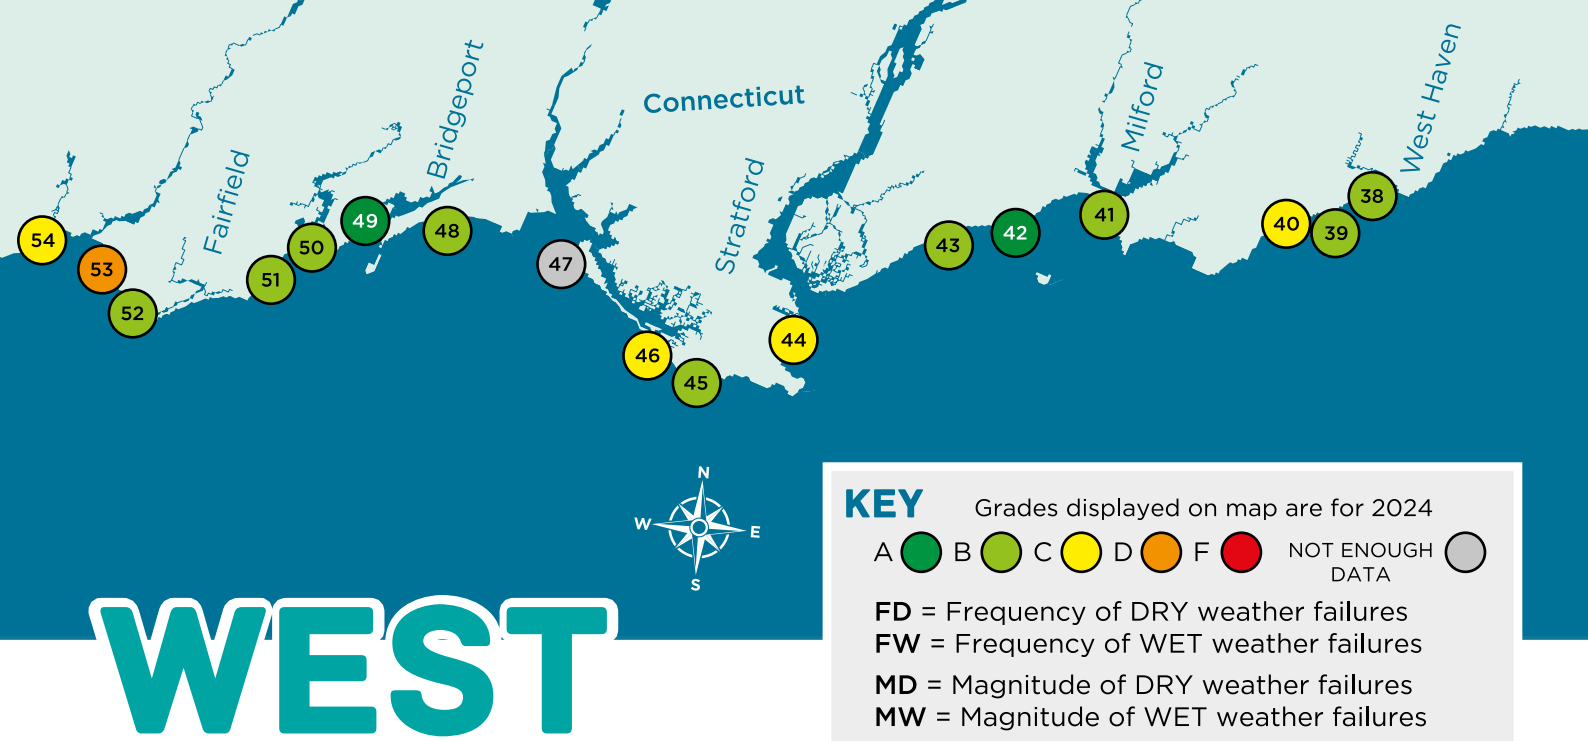 Connecticut
Fairfield
Bridgeport
Stratford
Milford
West Haven
54
53
52
51
50
49
48
47
46
45
44
43
42
41
40
39
38
N
W
E
S
KEY
Grades displayed on map are for 2024
A B C D F NOT ENOUGH
DATA
FD = Frequency of DRY weather failures
FW = Frequency of WET weather failures
MD = Magnitude of DRY weather failures
MW = Magnitude of WET weather failures
WEST